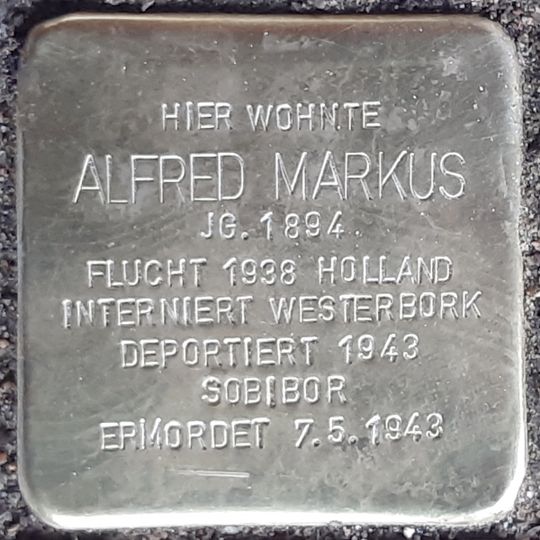 HIER WOHNTE
ALFRED MARKUS
JG. 1894
FLUCHT 1938 HOLLAND
INTERNIERT WESTERBORK
DEPORTIERT 1943
SOBIBOR
ERMORDET 7.5.1943